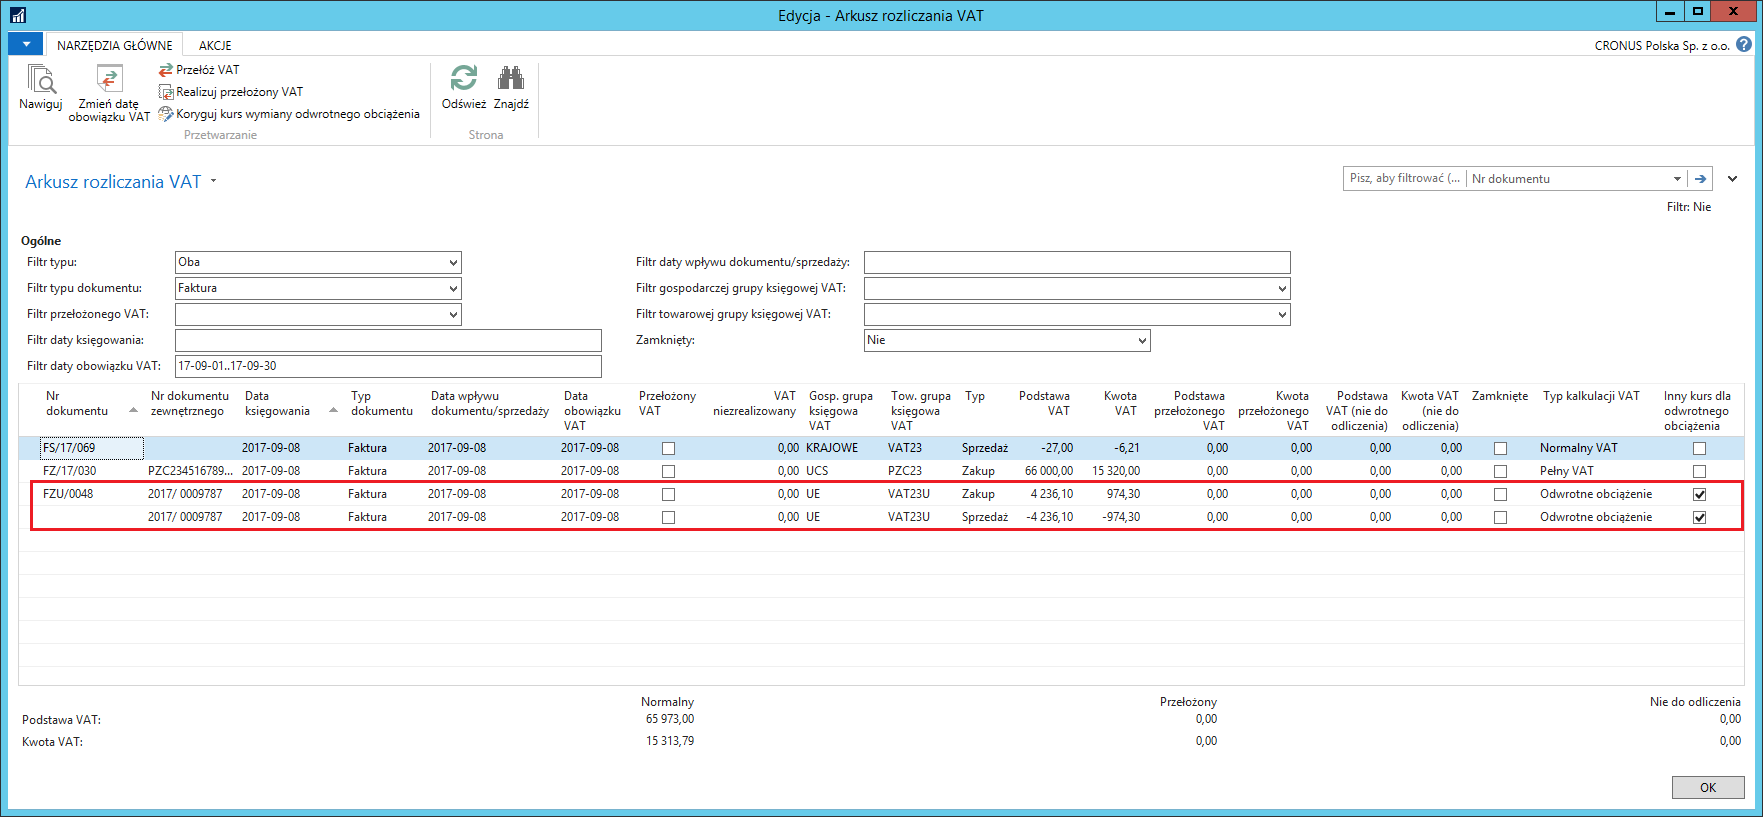 Edycja - Arkusz rozliczania VAT
NARZĘDZIA GŁÓWNE AKCJE
CRONUS Polska Sp. z o.o.
Nawiguj
Zmień datę obowiązku VAT
Przełóż VAT
Realizuj przełożony VAT
Koryguj kurs wymiany odwrotnego obciążenia
Przetwarzanie
Odśwież Znajdź
Strona
Arkusz rozliczania VAT
Pisz, aby filtrować (... Nr dokumentu
Filtr: Nie
Ogólne
Filtr typu: Oba
Filtr daty wpływu dokumentu/sprzedaży:
Filtr typu dokumentu: Faktura
Filtr gospodarczej grupy księgowej VAT:
Filtr przełożonego VAT:
Filtr towarowej grupy księgowej VAT:
Filtr daty księgowania:
Zamknięty: Nie
Filtr daty obowiązku VAT: 17-09-01..17-09-30
Nr dokumentu Nr dokumentu zewnętrznego Data księgowania Typ dokumentu Data wpływu dokumentu/sprzedaży Data obowiązku VAT Przełożony VAT VAT niezrealizowany Gosp. grupa księgowa VAT Tow. grupa księgowa VAT Typ Podstawa VAT Kwota VAT Podstawa przełożonego VAT Kwota przełożonego VAT Podstawa VAT (nie do odliczenia) Kwota VAT (nie do odliczenia) Zamknięte Typ kalkulacji VAT Inny kurs dla odwrotnego obciążenia
FS/17/069 2017-09-08 Faktura 2017-09-08 2017-09-08 0,00 KRAJOWE VAT23 Sprzedaż -27,00 -6,21 0,00 0,00 0,00 0,00 Normalny VAT
FZ/17/030 PZC234516789... 2017-09-08 Faktura 2017-09-08 2017-09-08 0,00 UCS PZC23 Zakup 66 000,00 15 320,00 0,00 0,00 0,00 0,00 Pełny VAT
FZU/0048 2017/ 0009787 2017-09-08 Faktura 2017-09-08 2017-09-08 0,00 UE VAT23U Zakup 4 236,10 974,30 0,00 0,00 0,00 0,00 Odwrotne obciążenie
2017/ 0009787 2017-09-08 Faktura 2017-09-08 2017-09-08 0,00 UE VAT23U Sprzedaż -4 236,10 -974,30 0,00 0,00 0,00 0,00 Odwrotne obciążenie
Normalny Przełożony Nie do odliczenia
Podstawa VAT: 65 973,00 0,00 0,00
Kwota VAT: 15 313,79 0,00 0,00
OK